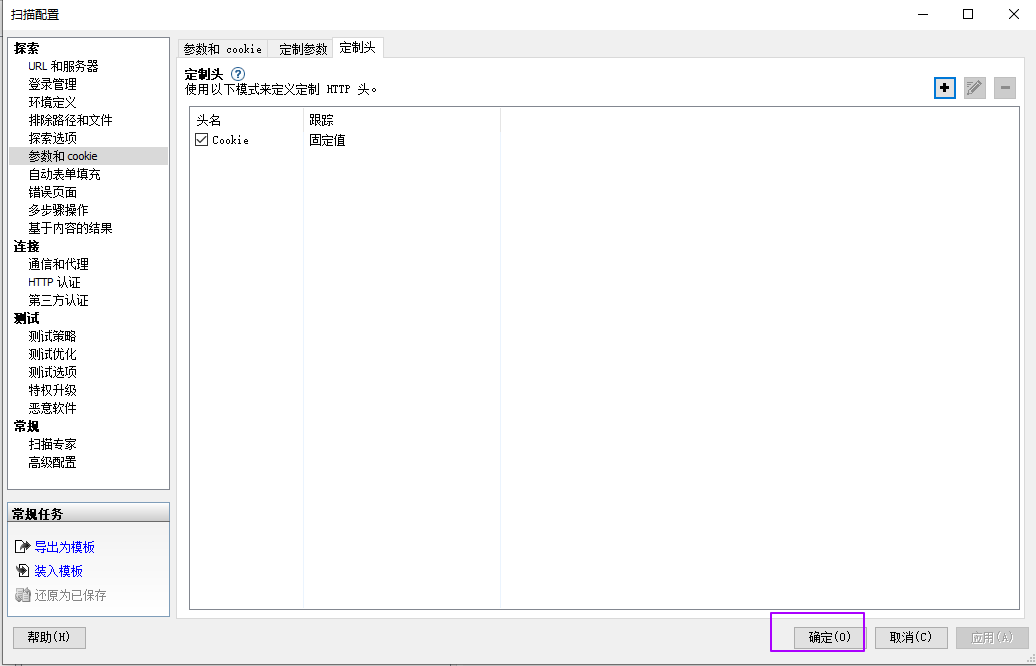 扫描配置
探索
URL 和服务器
登录管理
环境定义
排除路径和文件
探索选项
参数和 cookie
自动表单填充
错误页面
多步骤操作
基于内容的结果
连接
通信和代理
HTTP 认证
第三方认证
测试
测试策略
测试优化
测试选项
特权升级
恶意软件
常规
扫描专家
高级配置
常规任务
导出为模板
装入模板
还原为已保存
参数和 cookie 定制参数 定制头
定制头 ?
使用以下模式来定义定制 HTTP 头。
头名 跟踪
Cookie 固定值
帮助(H) 确定(O) 取消(C) 应用(A)